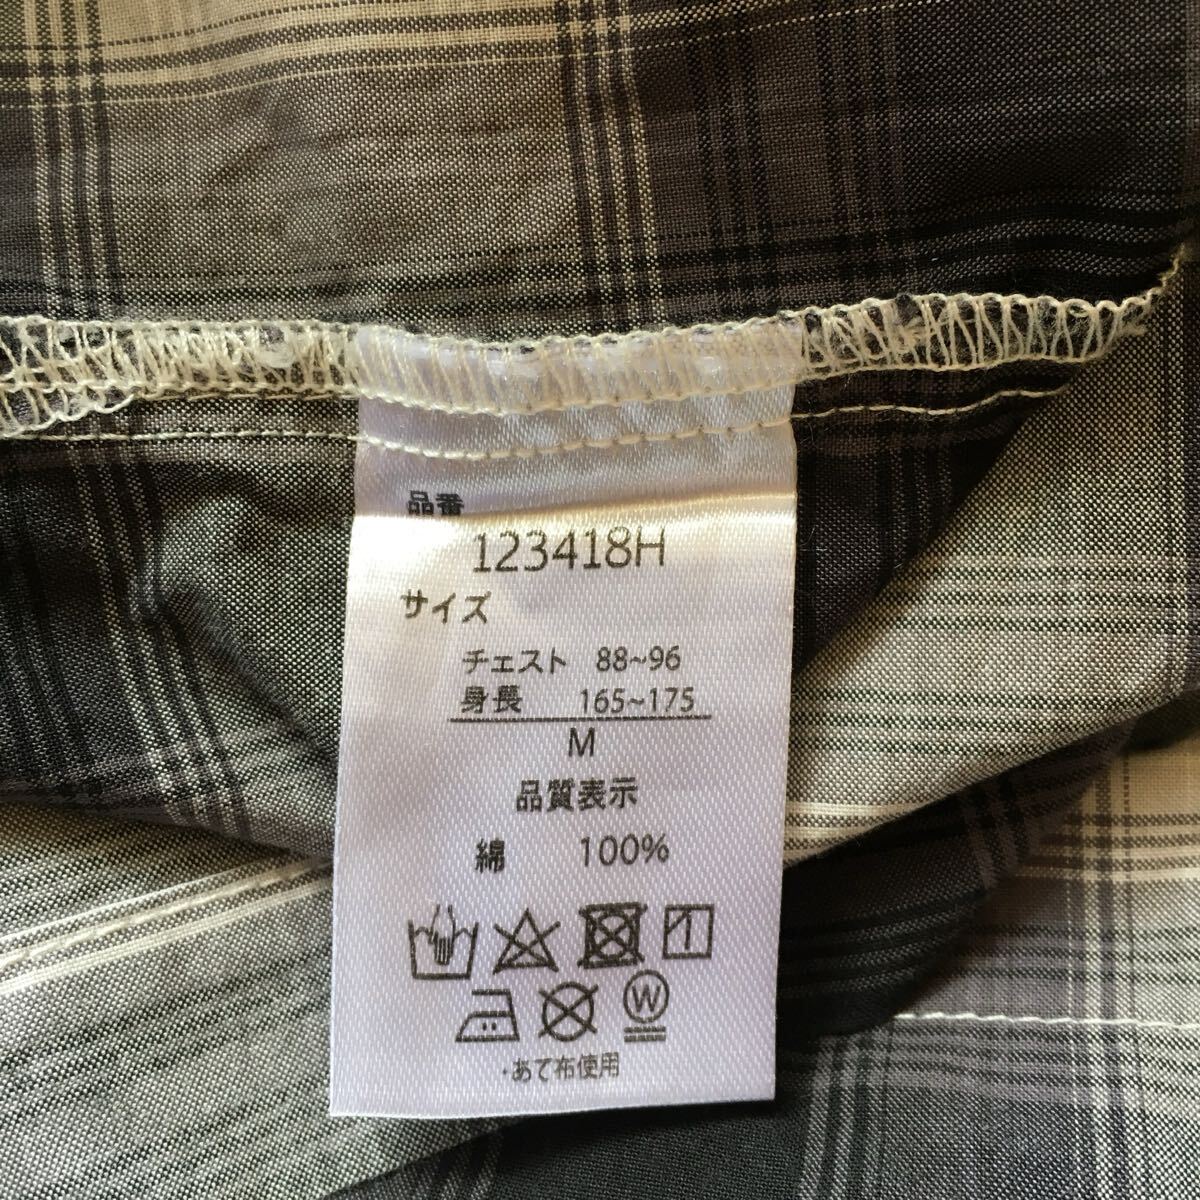 品番
123418H
サイズ
チェスト 88~96
身長 165~175
M
品質表示
綿 100%
W
・あて布使用